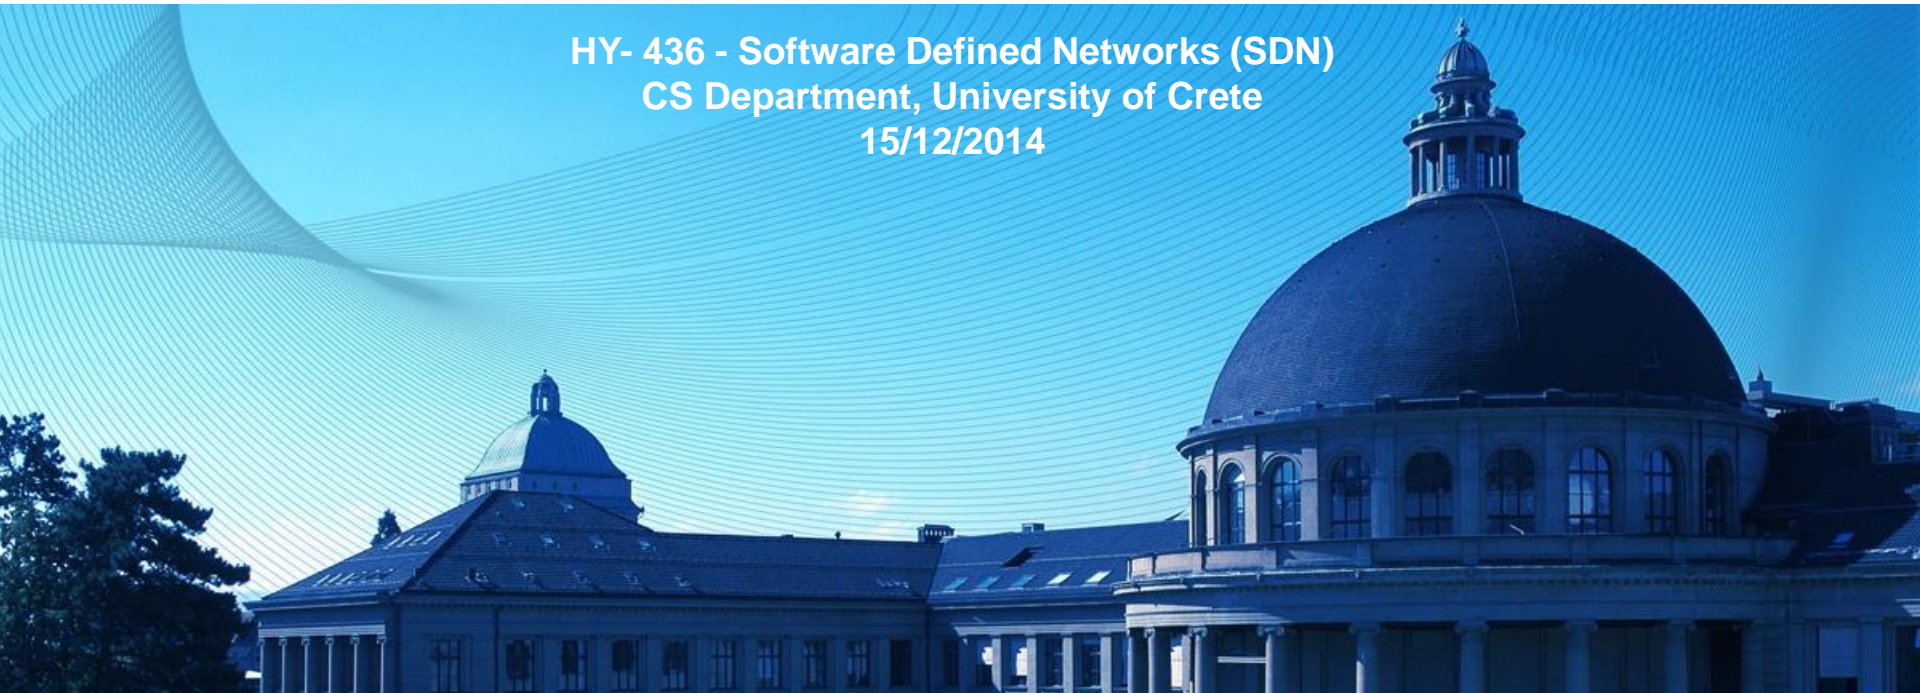 HY- 436 - Software Defined Networks (SDN)
CS Department, University of Crete
15/12/2014